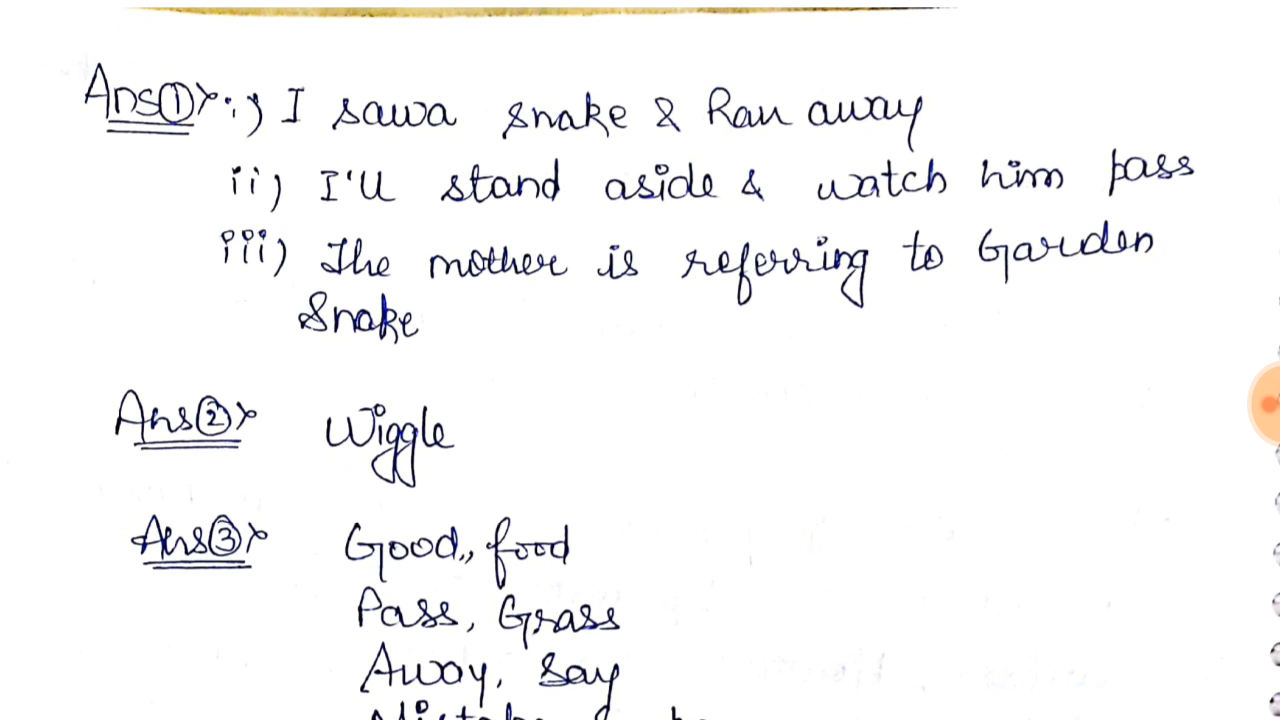 Ans①→ i) I sawa snake & Ran away
ii) I'll stand aside & watch him pass
iii) The mother is referring to Garden
Snake
Ans②→ Wiggle
Ans③→ Good,, food
Pass, Grass
Away, Say